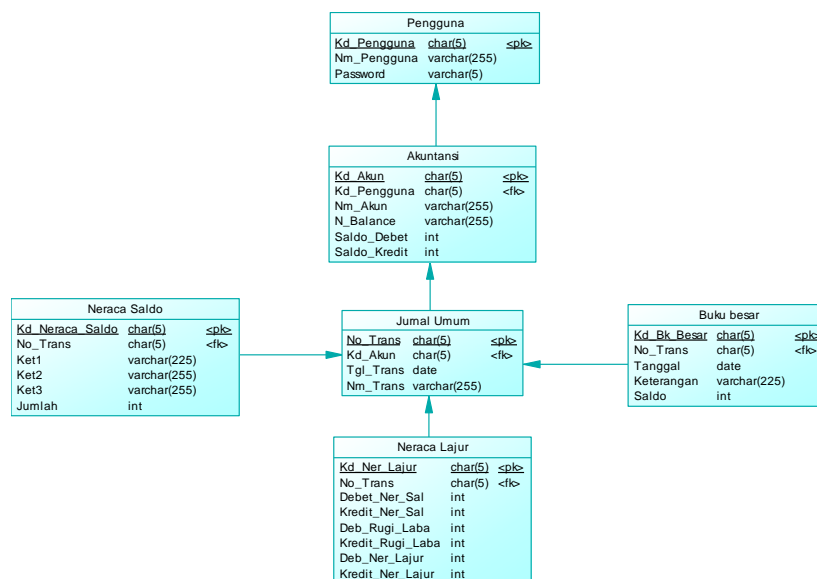 Pengguna
Kd_Pengguna char(5) <pk>
Nm_Pengguna varchar(255)
Password varchar(5)
Akuntansi
Kd_Akun char(5) <pk>
Kd_Pengguna char(5) <fk>
Nm_Akun varchar(255)
N_Balance varchar(255)
Saldo_Debet int
Saldo_Kredit int
Neraca Saldo
Kd_Neraca_Saldo char(5) <pk>
No_Trans char(5) <fk>
Ket1 varchar(225)
Ket2 varchar(255)
Ket3 varchar(255)
Jumlah int
Jurnal Umum
No_Trans char(5) <pk>
Kd_Akun char(5) <fk>
Tgl_Trans date
Nm_Trans varchar(255)
Buku besar
Kd_Bk_Besar char(5) <pk>
No_Trans char(5) <fk>
Tanggal date
Keterangan varchar(225)
Saldo int
Neraca Lajur
Kd_Ner_Lajur char(5) <pk>
No_Trans char(5) <fk>
Debet_Ner_Sal int
Kredit_Ner_Sal int
Deb_Rugi_Laba int
Kredit_Rugi_Laba int
Deb_Ner_Lajur int
Kredit_Ner_Lajur int